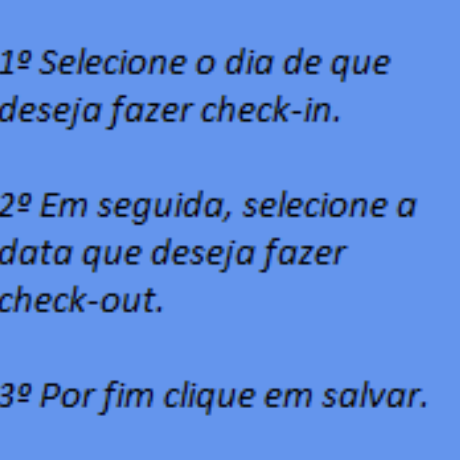 1º Selecione o dia de que
deseja fazer check-in.
2º Em seguida, selecione a
data que deseja fazer
check-out.
3º Por fim clique em salvar.